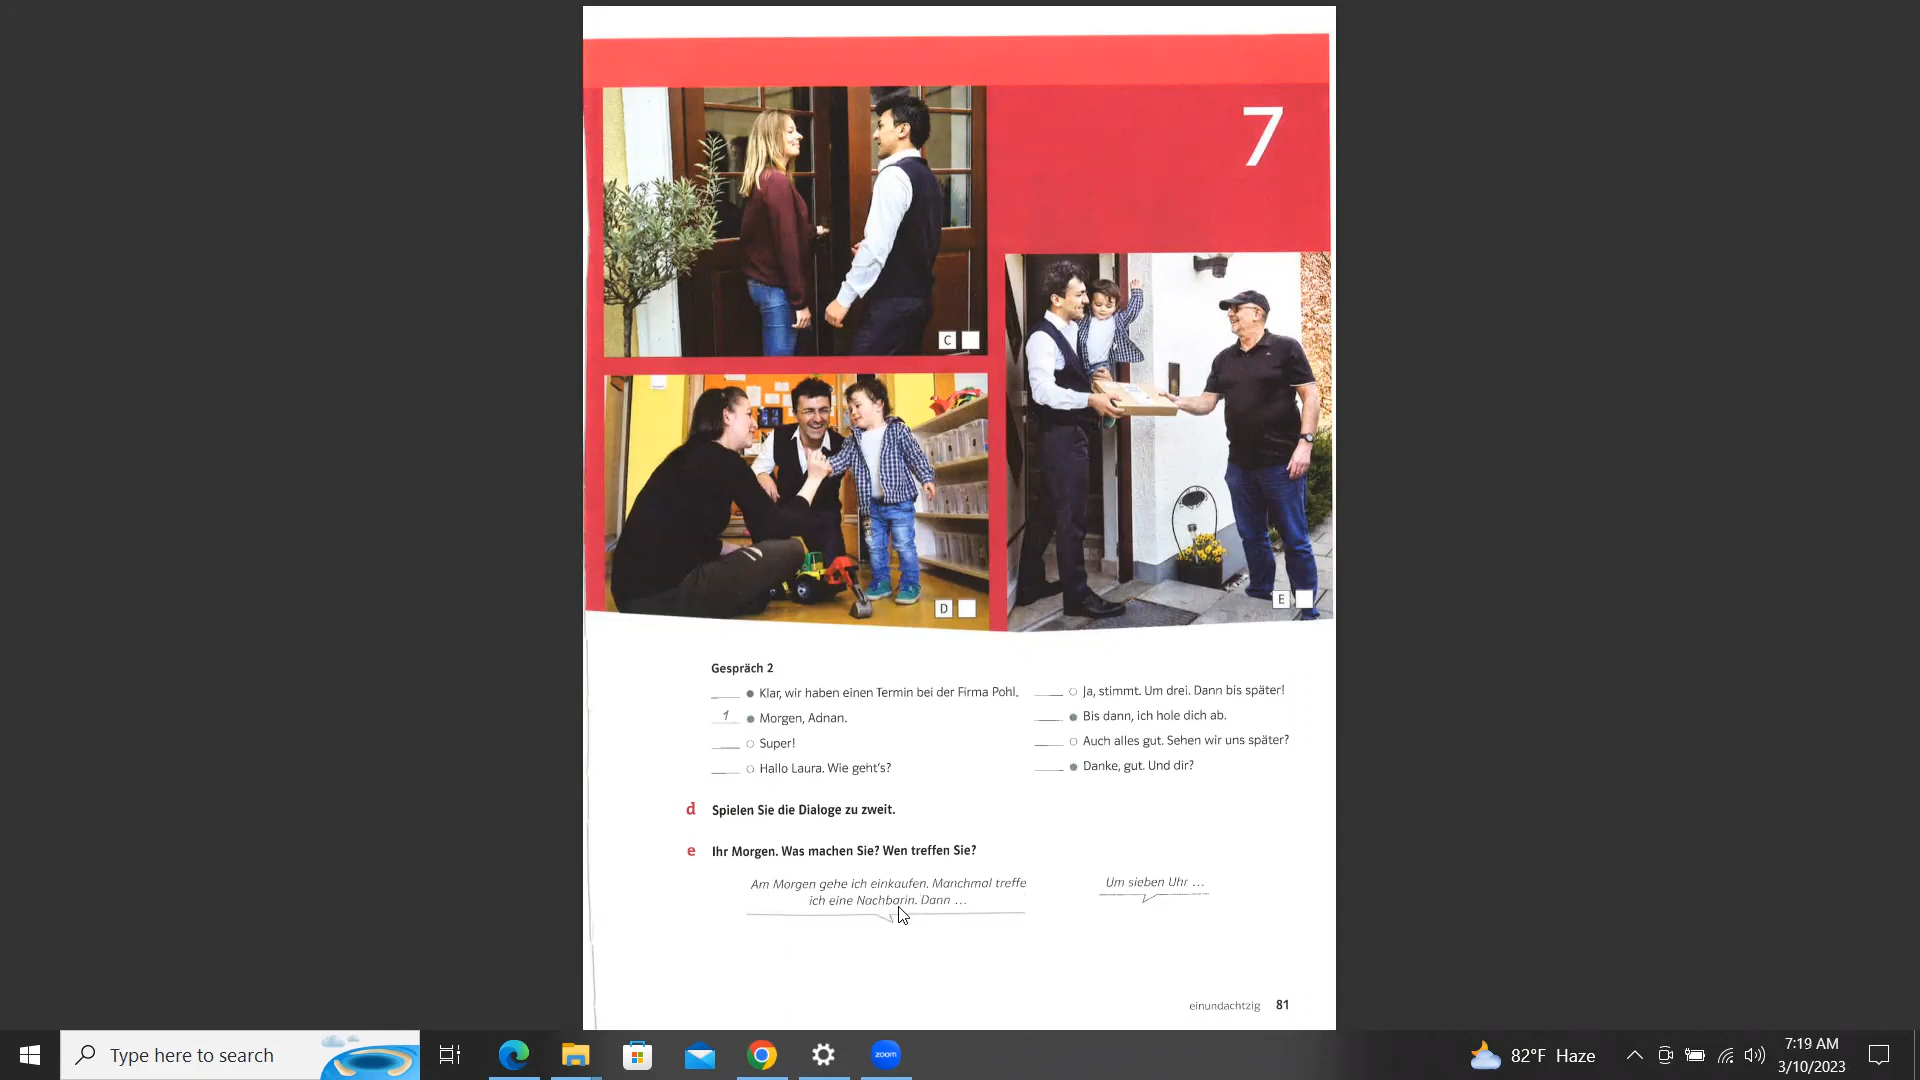 7
C
D
E
Gespräch 2
Klar, wir haben einen Termin bei der Firma Pohl.
1 Morgen, Adnan.
Super!
Hallo Laura. Wie geht's?
Ja, stimmt. Um drei. Dann bis später!
Bis dann, ich hole dich ab.
Auch alles gut. Sehen wir uns später?
Danke, gut. Und dir?
d Spielen Sie die Dialoge zu zweit.
e Ihr Morgen. Was machen Sie? Wen treffen Sie?
Am Morgen gehe ich einkaufen. Manchmal treffe
ich eine Nachbarin. Dann ...
Um sieben Uhr ...
einundachtzig 81
Type here to search
zoom
82°F Haze
7:19 AM
3/10/2023